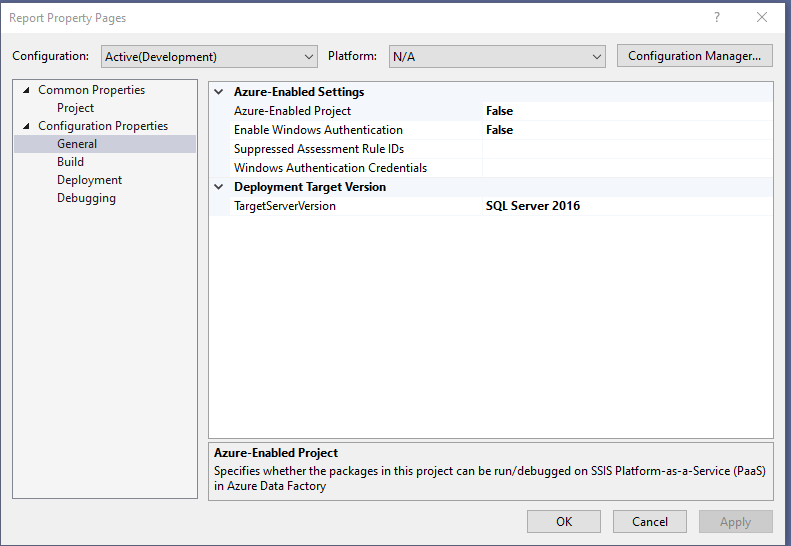 Report Property Pages
?
Configuration: Active(Development) Platform: N/A Configuration Manager...
Common Properties
Project
Configuration Properties
General
Build
Deployment
Debugging
Azure-Enabled Settings
Azure-Enabled Project False
Enable Windows Authentication False
Suppressed Assessment Rule IDs
Windows Authentication Credentials
Deployment Target Version
TargetServerVersion SQL Server 2016
Azure-Enabled Project
Specifies whether the packages in this project can be run/debugged on SSIS Platform-as-a-Service (PaaS)
in Azure Data Factory
OK Cancel Apply